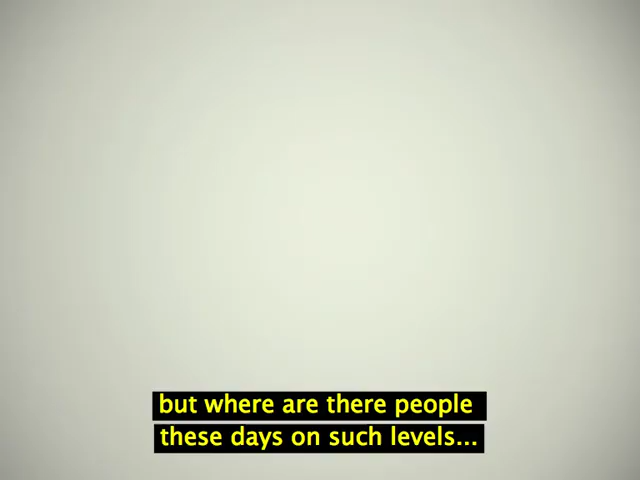 but where are there people
these days on such levels...